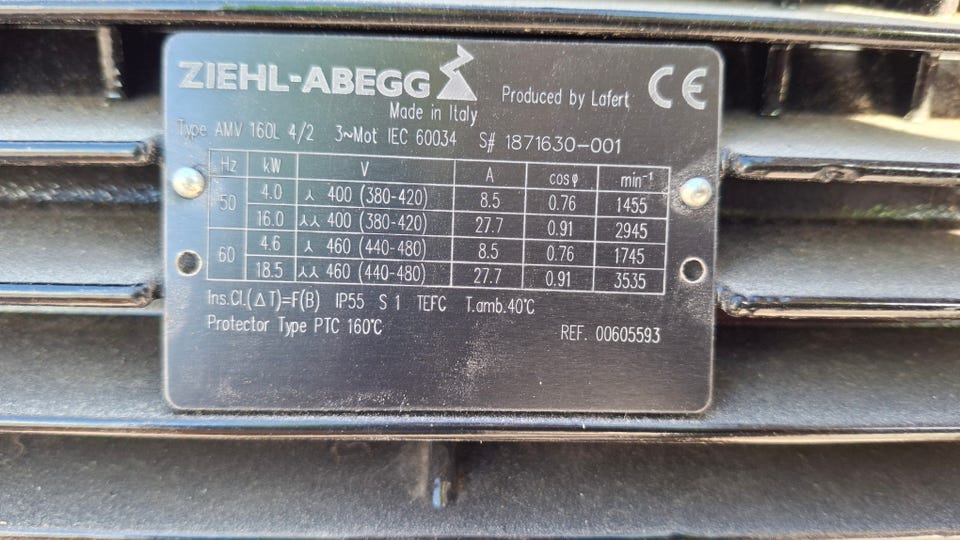 ZIEHL-ABEGG
Produced by Lafert CE
Made in Italy
Type AMV 160L 4/2 3~Mot IEC 60034 S# 1871630-001
Hz kW V A cosφ min⁻¹
50 4.0 ⅄ 400 (380-420) 8.5 0.76 1455
16.0 ⅄⅄ 400 (380-420) 27.7 0.91 2945
60 4.6 ⅄ 460 (440-480) 8.5 0.76 1745
18.5 ⅄⅄ 460 (440-480) 27.7 0.91 3535
Ins.Cl.(ΔT)=F(B) IP55 S 1 TEFC T.amb.40°C
Protector Type PTC 160°C
REF. 00605593